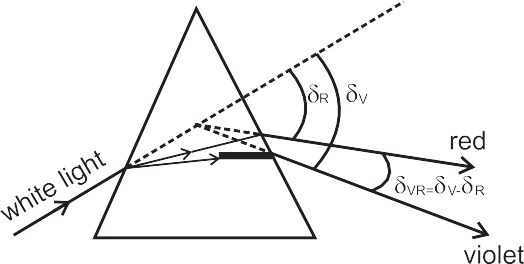 δR
δV
red
white light
δVR=δV-δR
violet